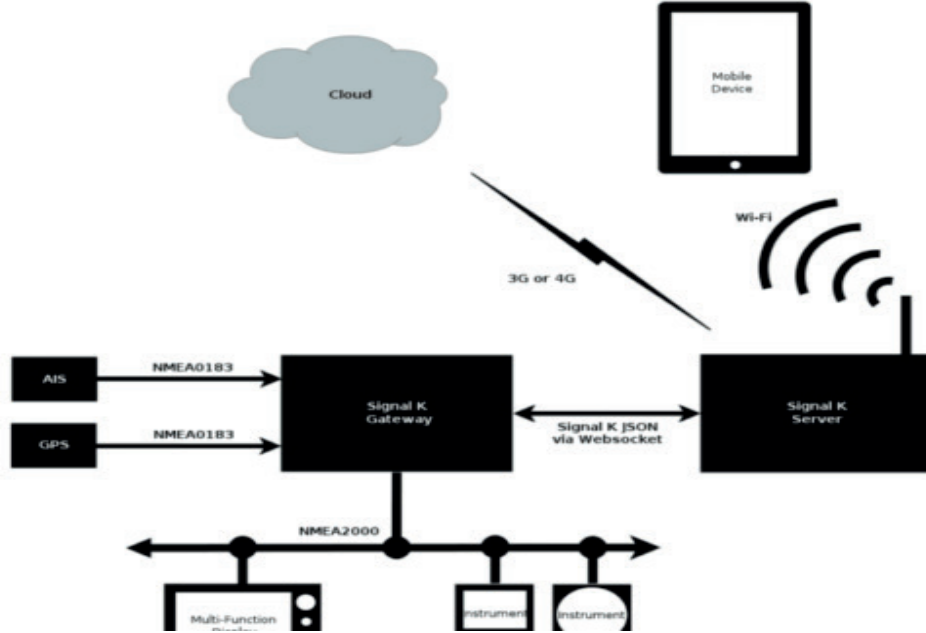 Cloud
Mobile
Device
Wi-Fi
3G or 4G
AIS
NMEA0183
Signal K
Gateway
Signal K
Server
GPS
NMEA0183
Signal K JSON
via Websocket
NMEA2000
Multi-Function
Display
Instrument
Instrument